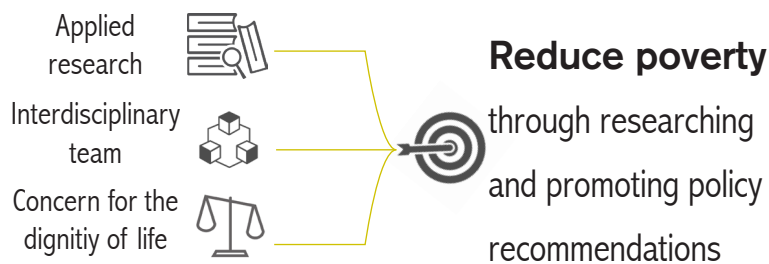 Applied
research
Interdisciplinary
team
Concern for the
dignitiy of life
Reduce poverty
through researching
and promoting policy
recommendations